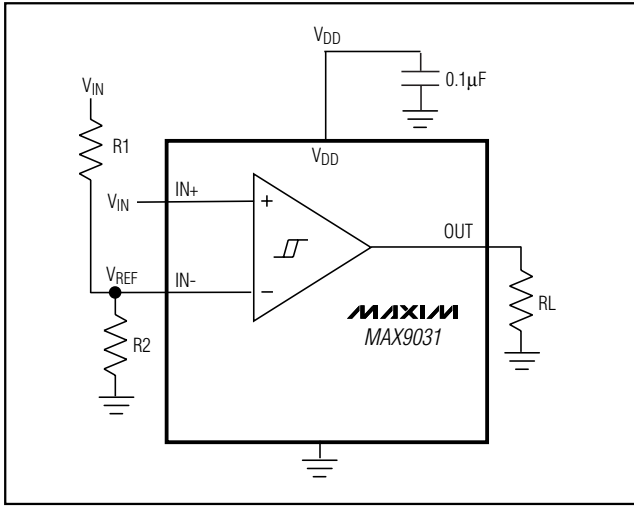 VDD
0.1µF
VIN
R1
VDD
VIN
IN+
+
OUT
VREF
IN-
−
MAXIM
MAX9031
RL
R2